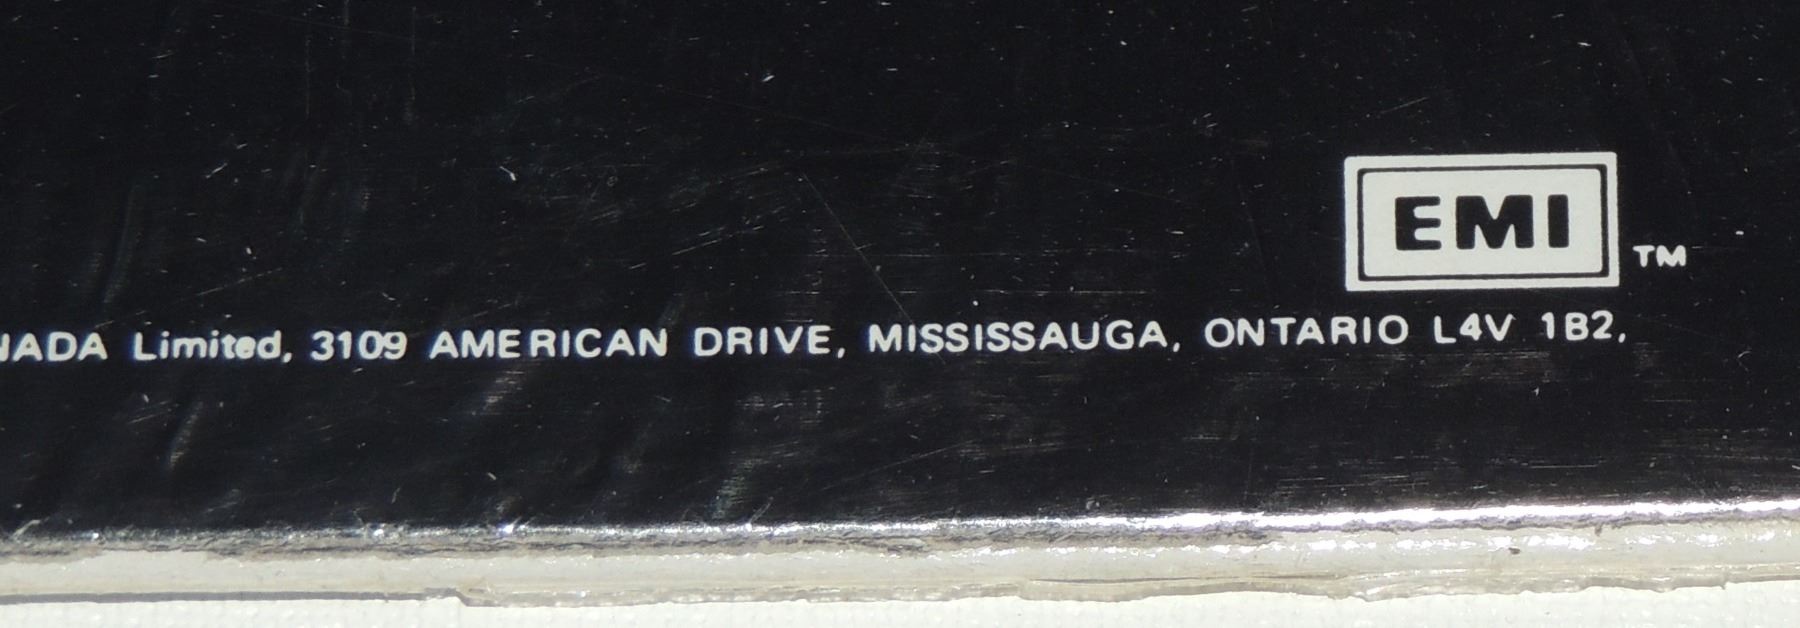 EMI
TM
NADA Limited, 3109 AMERICAN DRIVE, MISSISSAUGA, ONTARIO L4V 1B2,